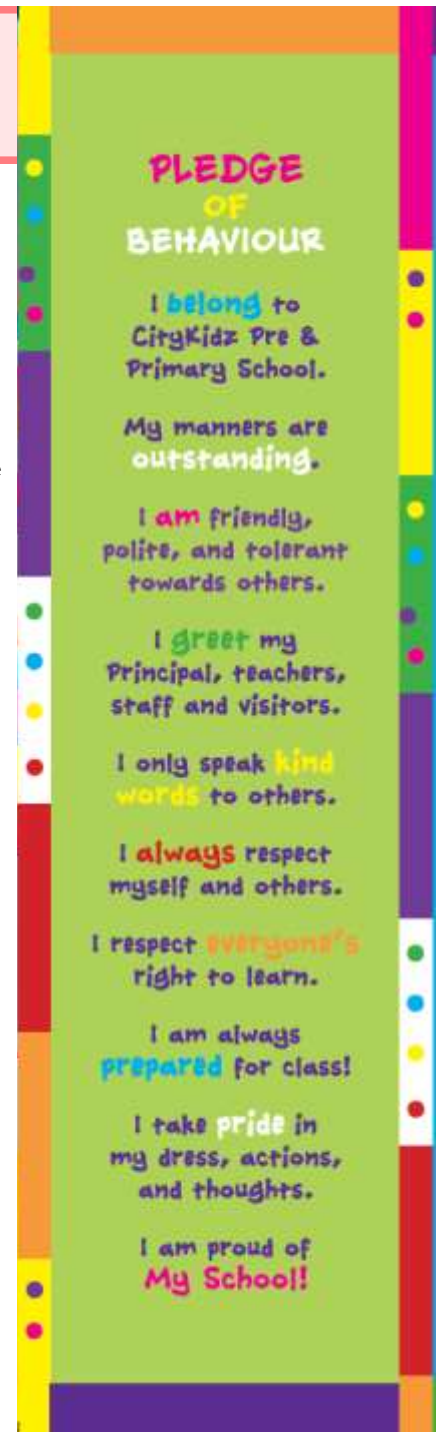 PLEDGE
OF
BEHAVIOUR
I belong to
CityKidz Pre &
Primary School.
My manners are
outstanding.
I am friendly,
polite, and tolerant
towards others.
I greet my
Principal, teachers,
staff and visitors.
I only speak kind
words to others.
I always respect
myself and others.
I respect everyone's
right to learn.
I am always
prepared for class!
I take pride in
my dress, actions,
and thoughts.
I am proud of
My School!